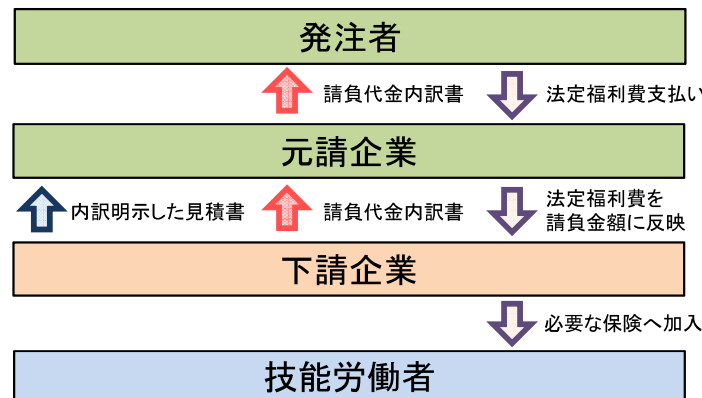 発注者
請負代金内訳書
法定福利費支払い
元請企業
内訳明示した見積書
請負代金内訳書
法定福利費を
請負金額に反映
下請企業
必要な保険へ加入
技能労働者